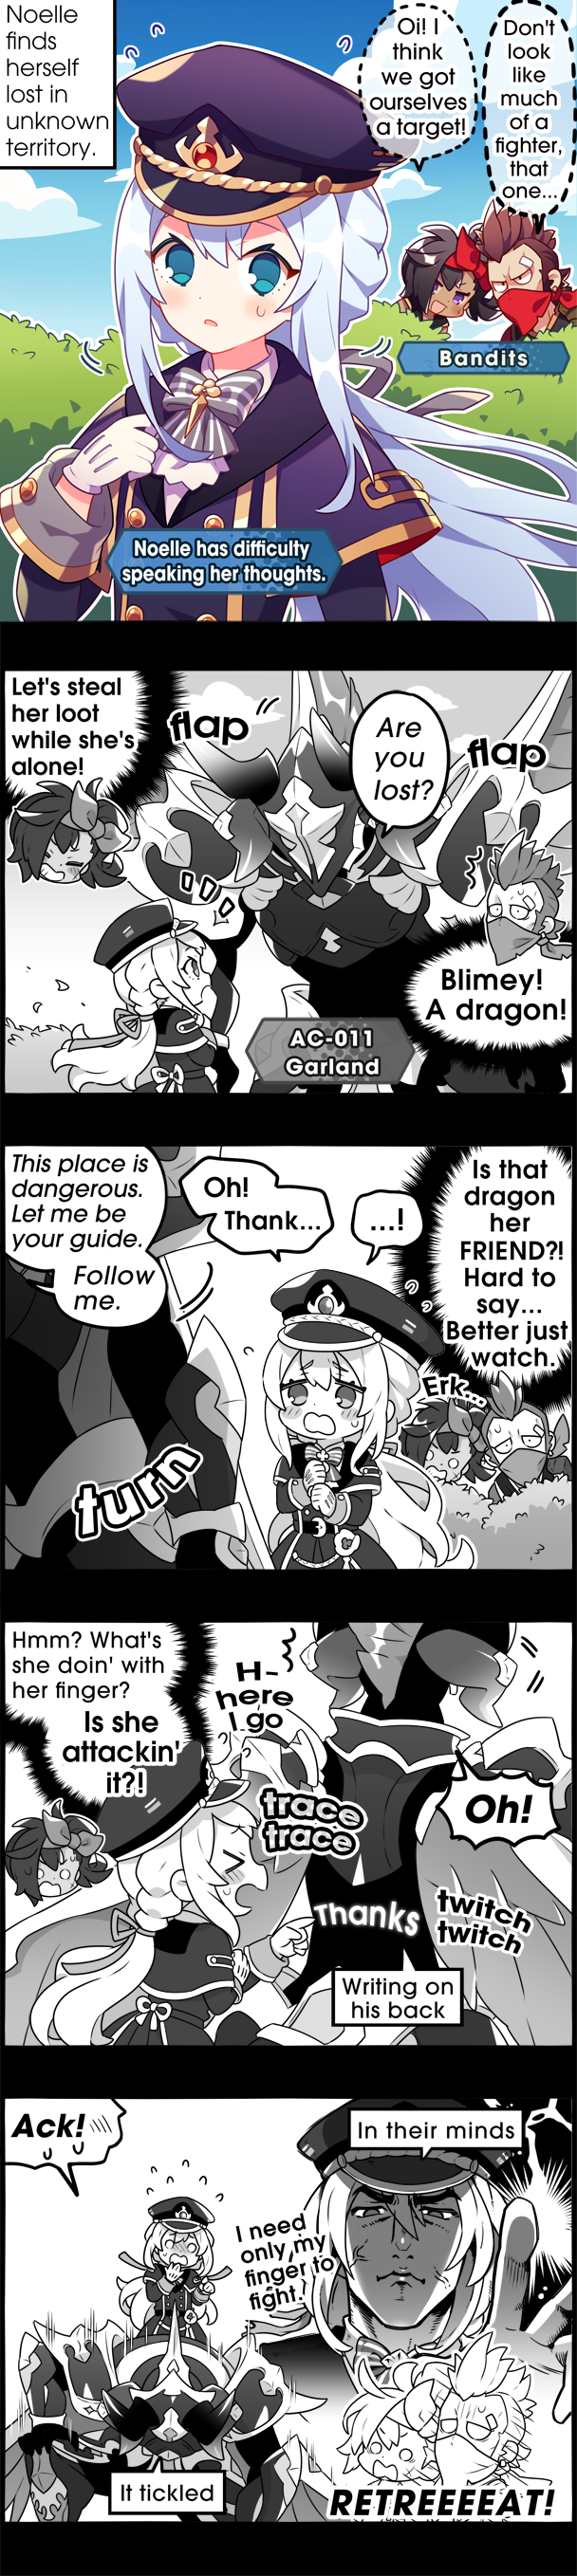 Noelle
finds
herself
lost in
unknown
territory.
Oi! I
think
we got
ourselves
a target!
Don't
look
like
much
of a
fighter,
that
one...
Bandits
Noelle has difficulty
speaking her thoughts.
Let's steal
her loot
while she's
alone!
flap
Are
you
lost?
flap
Blimey!
A dragon!
AC-011
Garland
This place is
dangerous.
Let me be
your guide.
Follow
me.
Oh!
Thank...
...!
Is that
dragon
her
FRIEND?!
Hard to
say...
Better just
watch.
Erk...
turn
Hmm? What's
she doin' with
her finger?
Is she
attackin'
it?!
H-
here
I go
trace
trace
Oh!
Thanks
twitch
twitch
Writing on
his back
Ack!
In their minds
I need
only my
finger to
fight.
It tickled
RETREEEEAT!